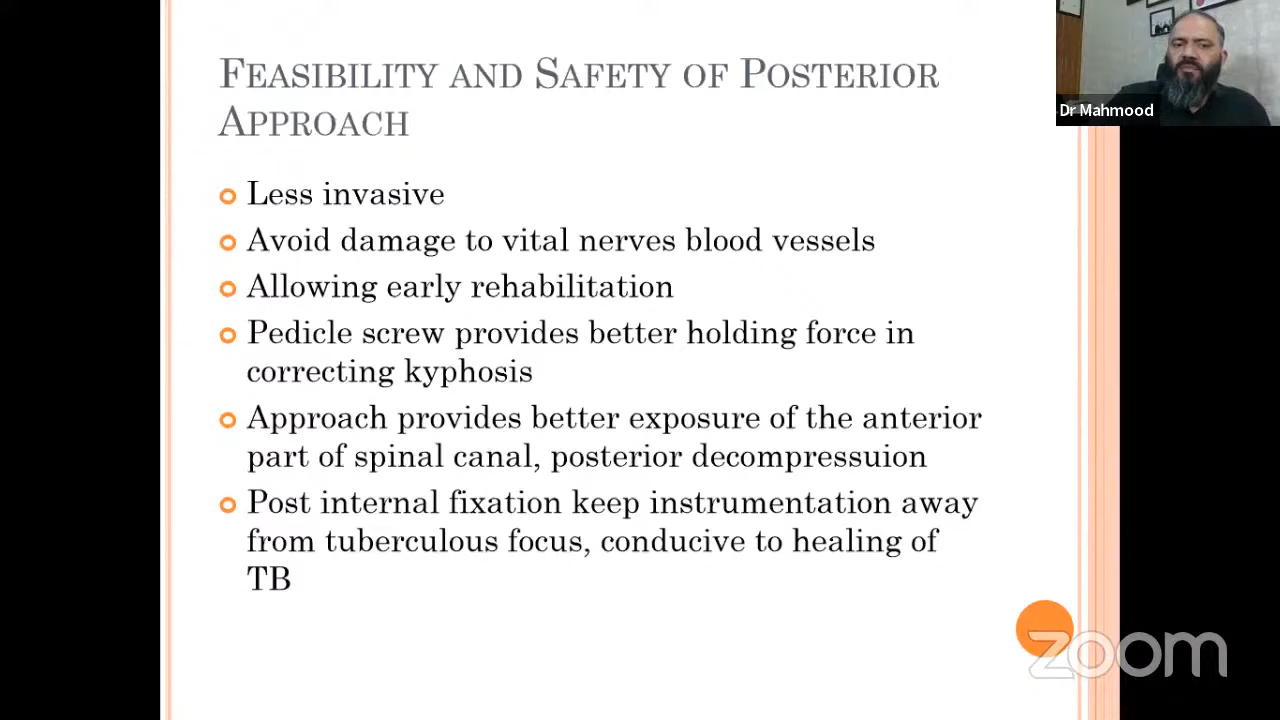 FEASIBILITY AND SAFETY OF POSTERIOR
APPROACH
Less invasive
Avoid damage to vital nerves blood vessels
Allowing early rehabilitation
Pedicle screw provides better holding force in
correcting kyphosis
Approach provides better exposure of the anterior
part of spinal canal, posterior decompressuion
Post internal fixation keep instrumentation away
from tuberculous focus, conducive to healing of
TB
Dr Mahmood
zoom